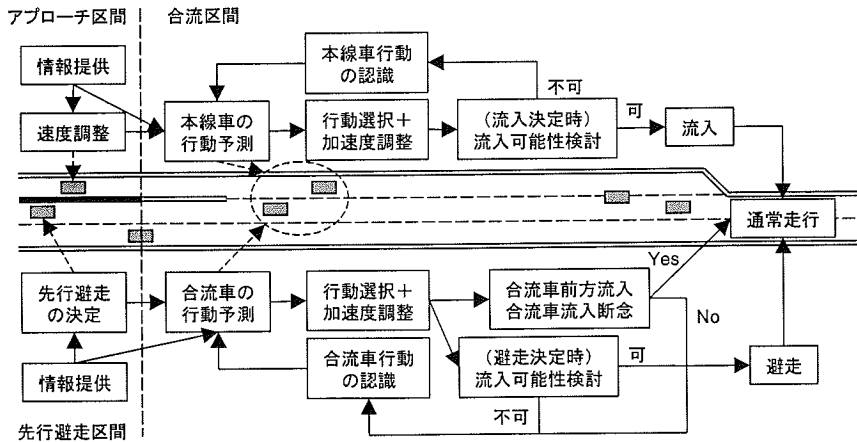 アプローチ区間
合流区間
情報提供
本線車行動
の認識
不可
速度調整
本線車の
行動予測
行動選択+
加速度調整
(流入決定時)
流入可能性検討
可
流入
通常走行
Yes
先行避走
の決定
合流車の
行動予測
行動選択+
加速度調整
合流車前方流入
合流車流入断念
No
情報提供
合流車行動
の認識
(避走決定時)
流入可能性検討
可
避走
不可
先行避走区間